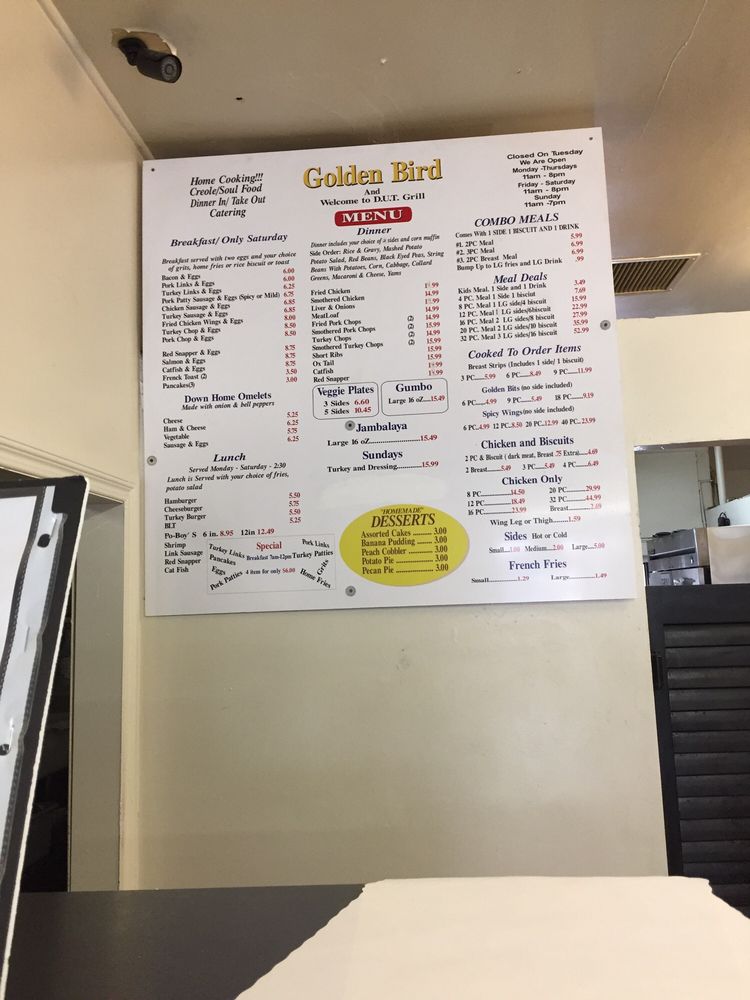 Home Cooking!!!
Creole/Soul Food
Dinner In/ Take Out
Catering
Golden Bird
And
Welcome to D.U.T. Grill
MENU
Closed On Tuesday
We Are Open
Monday -Thursdays
11am - 8pm
Friday - Saturday
11am - 8pm
Sunday
11am -7pm
Breakfast/ Only Saturday
Breakfast served with two eggs and your choice
of grits, home fries or rice biscuit or toast
Bacon & Eggs 6.00
Pork Links & Eggs 6.00
Turkey Links & Eggs 6.25
Pork Patty Sausage & Eggs (Spicy or Mild) 6.75
Chicken Sausage & Eggs 6.85
Turkey Sausage & Eggs 6.85
Fried Chicken Wings & Eggs 8.00
Turkey Chop & Eggs 8.50
Pork Chop & Eggs 8.50
Red Snapper & Eggs 8.75
Salmon & Eggs 8.75
Catfish & Eggs 8.75
French Toast (2) 3.50
Pancakes(3) 3.00
Down Home Omelets
Made with onion & bell peppers
Cheese 5.25
Ham & Cheese 6.25
Vegetable 5.75
Sausage & Eggs 6.25
Lunch
Served Monday - Saturday - 2:30
Lunch is Served with your choice of fries,
potato salad
Hamburger 5.50
Cheeseburger 5.75
Turkey Burger 5.50
BLT 5.25
Po-Boy' S 6 in. 8.95 12in 12.49
Shrimp
Link Sausage
Red Snapper
Cat Fish
Special
Breakfast 7am-12pm
4 item for only $6.00
Turkey Links
Pancakes
Eggs
Pork Patties
Pork Links
Turkey Patties
Grits
Home Fries
Dinner
Dinner includes your choice of 2 sides and corn muffin
Side Order: Rice & Gravy, Mashed Potato
Potato Salad, Red Beans, Black Eyed Peas, String
Beans With Potatoes, Corn, Cabbage, Collard
Greens, Macaroni & Cheese, Yams
Fried Chicken 14.99
Smothered Chicken
Liver & Onions 14.99
MeatLoaf 14.99
Fried Pork Chops (2) 14.99
Smothered Pork Chops (2) 15.99
Turkey Chops (2) 14.99
Smothered Turkey Chops (2) 15.99
Short Ribs 15.99
Ox Tail
Catfish
Red Snapper
Veggie Plates
3 Sides 6.60
5 Sides 10.45
Gumbo
Large 16 oZ.....15.49
Jambalaya
Large 16 oZ...............15.49
Sundays
Turkey and Dressing...........15.99
"HOMEMADE"
DESSERTS
Assorted Cakes ......... 3.00
Banana Pudding ........ 3.00
Peach Cobbler ........... 3.00
Potato Pie .................. 3.00
Pecan Pie .................. 3.00
COMBO MEALS
Comes With 1 SIDE 1 BISCUIT AND 1 DRINK
#1. 2PC Meal 5.99
#2. 3PC Meal 6.99
#3. 2PC Breast Meal 6.99
Bump Up to LG fries and LG Drink .99
Meal Deals
Kids Meal. 1 Side and 1 Drink 3.49
4 PC. Meal 1 Side 1 bisciut 7.69
8 PC. Meal 1 LG sides/4 biscuit 15.99
12 PC. Meal 1 LG sides/6biscuit 22.99
16 PC. Meal 2 LG sides/8 biscuit 27.99
20 PC. Meal 2 LG sides/10 biscuit 35.99
32 PC. Meal 3 LG sides/16 biscuit 52.99
Cooked To Order Items
Breast Strips (Includes 1 side/ 1 biscuit)
3 PC.....5.99 6 PC.....8.49 9 PC.....11.99
Golden Bits (no side included)
6 PC.....4.99 9 PC.....5.49 18 PC.....9.19
Spicy Wings(no side included)
6 PC.4.99 12 PC.8.50 20 PC..12.99 40 PC..23.99
Chicken and Biscuits
2 PC & Biscuit ( dark meat, Breast .75 Extra).....4.69
2 Breast.....5.49 3 PC.....5.49 4 PC.....6.49
Chicken Only
8 PC............14.50 20 PC...........29.99
12 PC...........18.49 32 PC...........44.99
16 PC...........23.99 Breast...........2.69
Wing Leg or Thigh......1.59
Sides Hot or Cold
Small....1.00 Medium....2.00 Large....5.00
French Fries
Small...............1.29 Large...............1.49